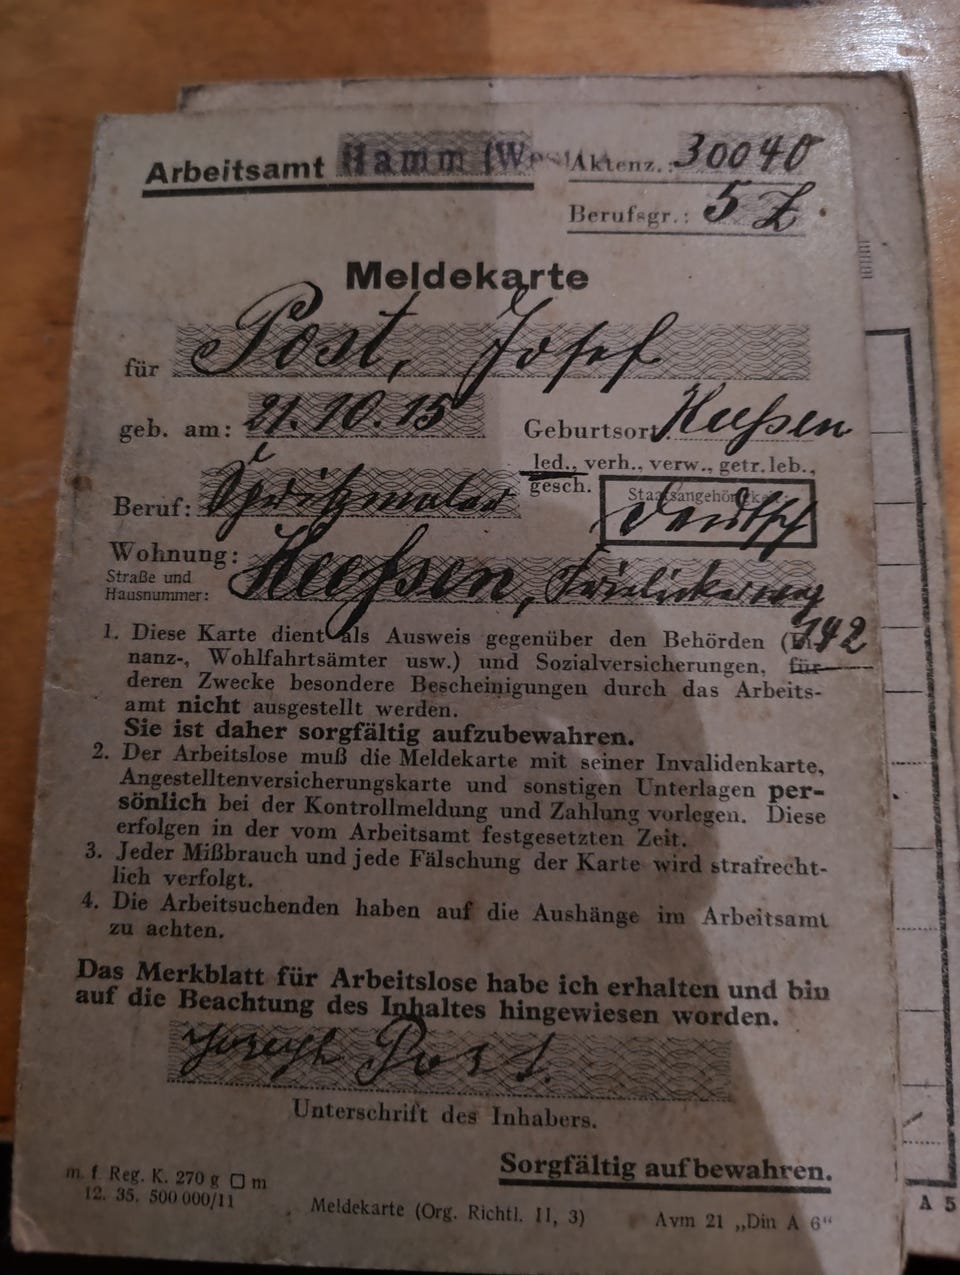 Arbeitsamt Hamm (Westf.) Aktenz.: 30040
Berufsgr.: 5 Z
Meldekarte
für Post, Josef
geb. am: 21.10.15 Geburtsort Heessen
led., verh., verw., getr. leb.,
gesch.
Staatsangehörigkeit
deutsch
Beruf: Spritzmaler
Wohnung: Heessen,
Straße und
Hausnummer:
142
1. Diese Karte dient als Ausweis gegenüber den Behörden (Fi-
nanz-, Wohlfahrtsämter usw.) und Sozialversicherungen, für
deren Zwecke besondere Bescheinigungen durch das Arbeits-
amt nicht ausgestellt werden.
Sie ist daher sorgfältig aufzubewahren.
2. Der Arbeitslose muß die Meldekarte mit seiner Invalidenkarte,
Angestelltenversicherungskarte und sonstigen Unterlagen per-
sönlich bei der Kontrollmeldung und Zahlung vorlegen. Diese
erfolgen in der vom Arbeitsamt festgesetzten Zeit.
3. Jeder Mißbrauch und jede Fälschung der Karte wird strafrecht-
lich verfolgt.
4. Die Arbeitsuchenden haben auf die Aushänge im Arbeitsamt
zu achten.
Das Merkblatt für Arbeitslose habe ich erhalten und bin
auf die Beachtung des Inhaltes hingewiesen worden.
Joseph Post.
Unterschrift des Inhabers.
Sorgfältig aufbewahren.
m. f. Reg. K. 270 g □ m
12. 35. 500 000/11
Meldekarte (Org. Richtl. II, 3) Avm 21 „Din A 6“
A 5